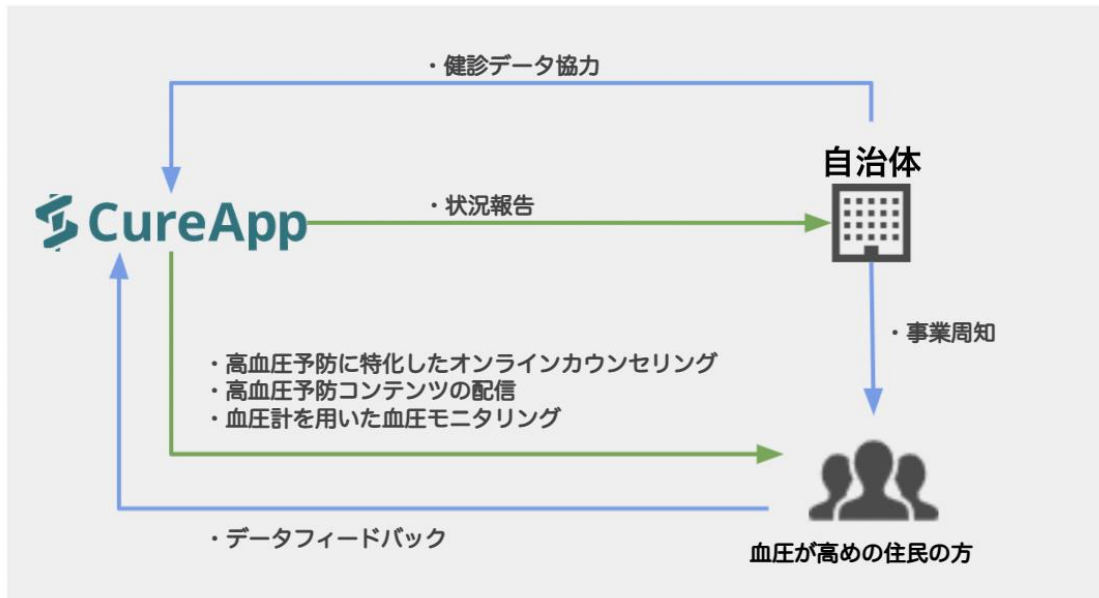 ・健診データ協力
自治体
CureApp
・状況報告
・事業周知
・高血圧予防に特化したオンラインカウンセリング
・高血圧予防コンテンツの配信
・血圧計を用いた血圧モニタリング
・データフィードバック
血圧が高めの住民の方